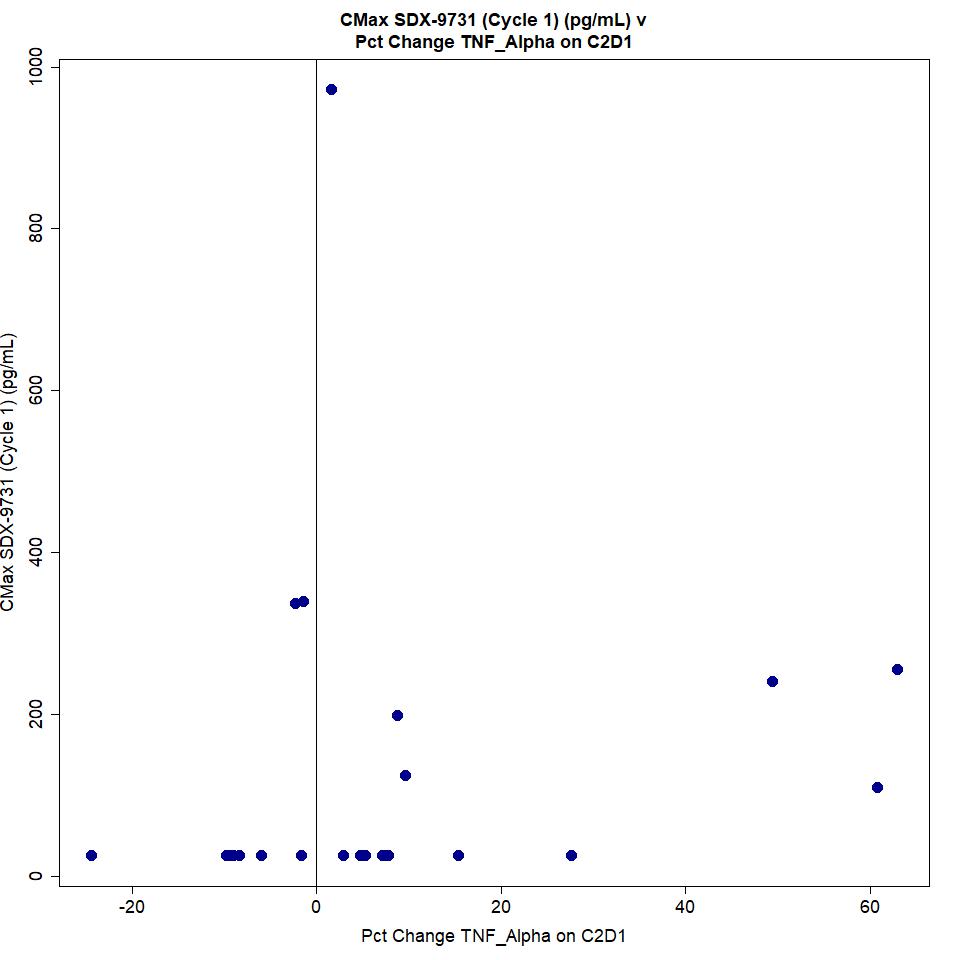 CMax SDX-9731 (Cycle 1) (pg/mL) v
Pct Change TNF_Alpha on C2D1
CMax SDX-9731 (Cycle 1) (pg/mL)
1000
800
600
400
200
0
-20 0 20 40 60
Pct Change TNF_Alpha on C2D1